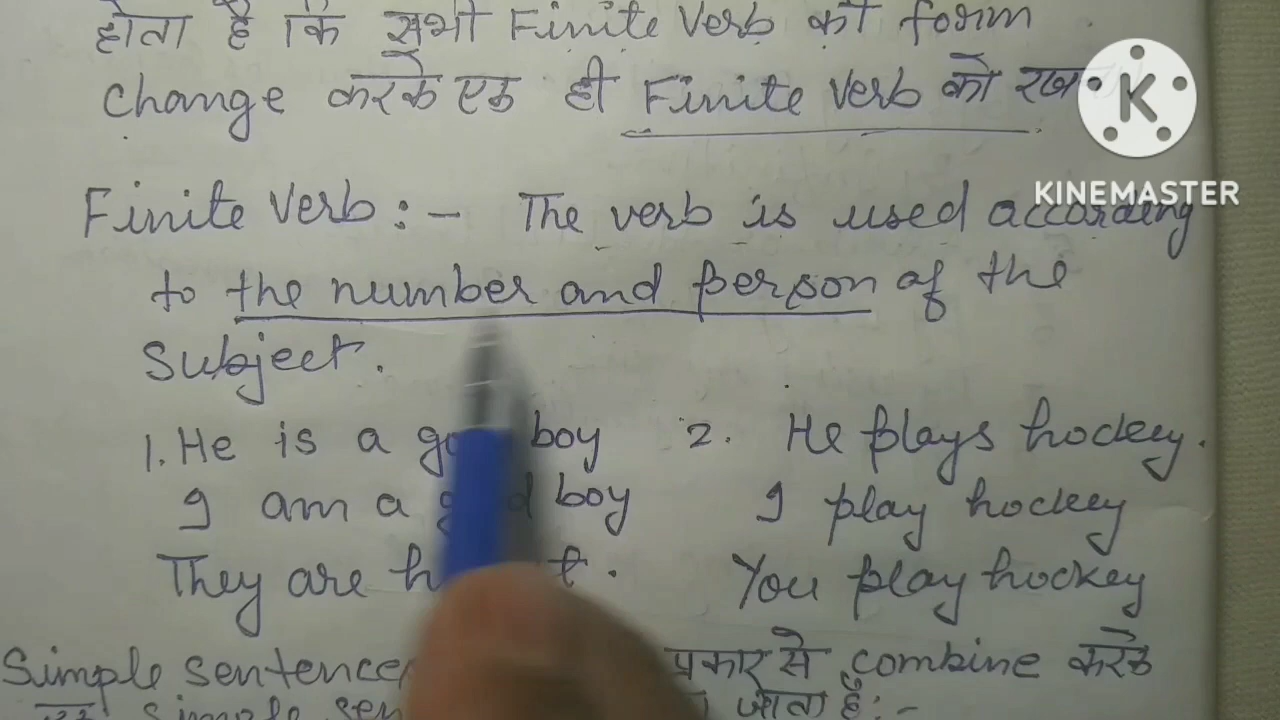 होता है कि सभी Finite Verb का form
change करके एक ही Finite Verb को
K
KINEMASTER
Finite Verb : - The verb is used according
to the number and person of the
Subject.
1. He is a boy 2. He plays hockey.
I am a boy I play hockey
They are You play hockey
Simple sentences प्रकार से combine करके
simple जाता है:-